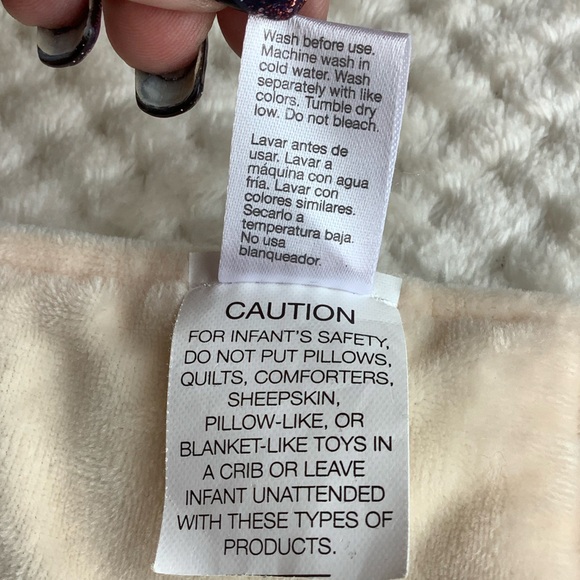 Wash before use.
Machine wash in
cold water. Wash
separately with like
colors. Tumble dry
low. Do not bleach.
Lavar antes de
usar. Lavar a
máquina con agua
fría. Lavar con
colores similares.
Secarlo a
temperatura baja.
No usa
blanqueador.
CAUTION
FOR INFANT'S SAFETY,
DO NOT PUT PILLOWS,
QUILTS, COMFORTERS,
SHEEPSKIN,
PILLOW-LIKE, OR
BLANKET-LIKE TOYS IN
A CRIB OR LEAVE
INFANT UNATTENDED
WITH THESE TYPES OF
PRODUCTS.